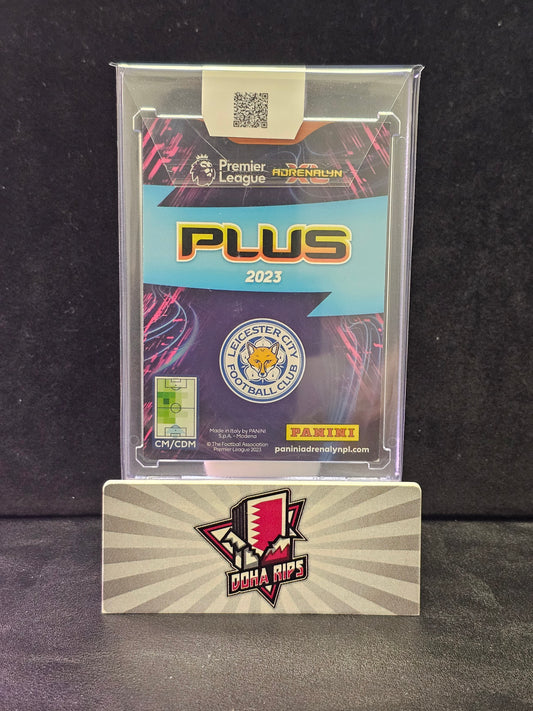 Premier
League
ADRENALYN
XL
PLUS
2023
LEICESTER CITY
FOOTBALL CLUB
CM/CDM
Made in Italy by PANINI
S.p.A. - Modena
© The Football Association
Premier League 2023
PANINI
paniniadrenalynpl.com
DOHA RIPS